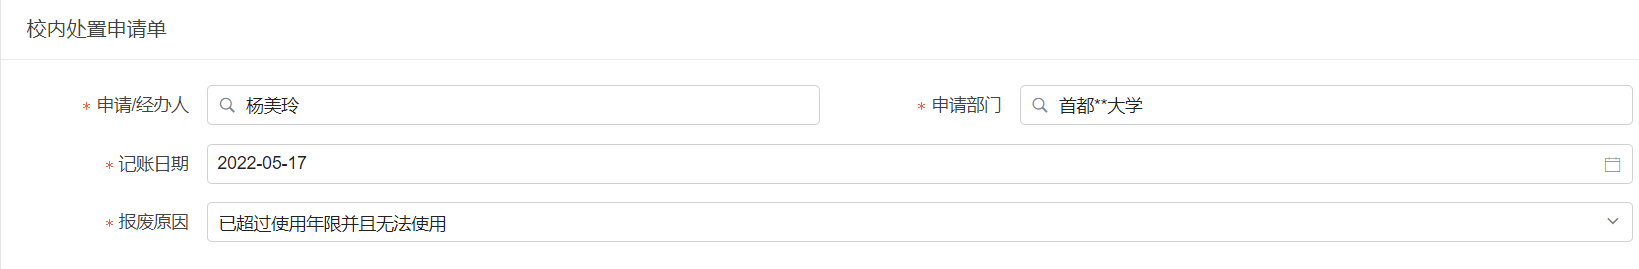 校内处置申请单
* 申请/经办人 杨美玲 * 申请部门 首都**大学
* 记账日期 2022-05-17
* 报废原因 已超过使用年限并且无法使用